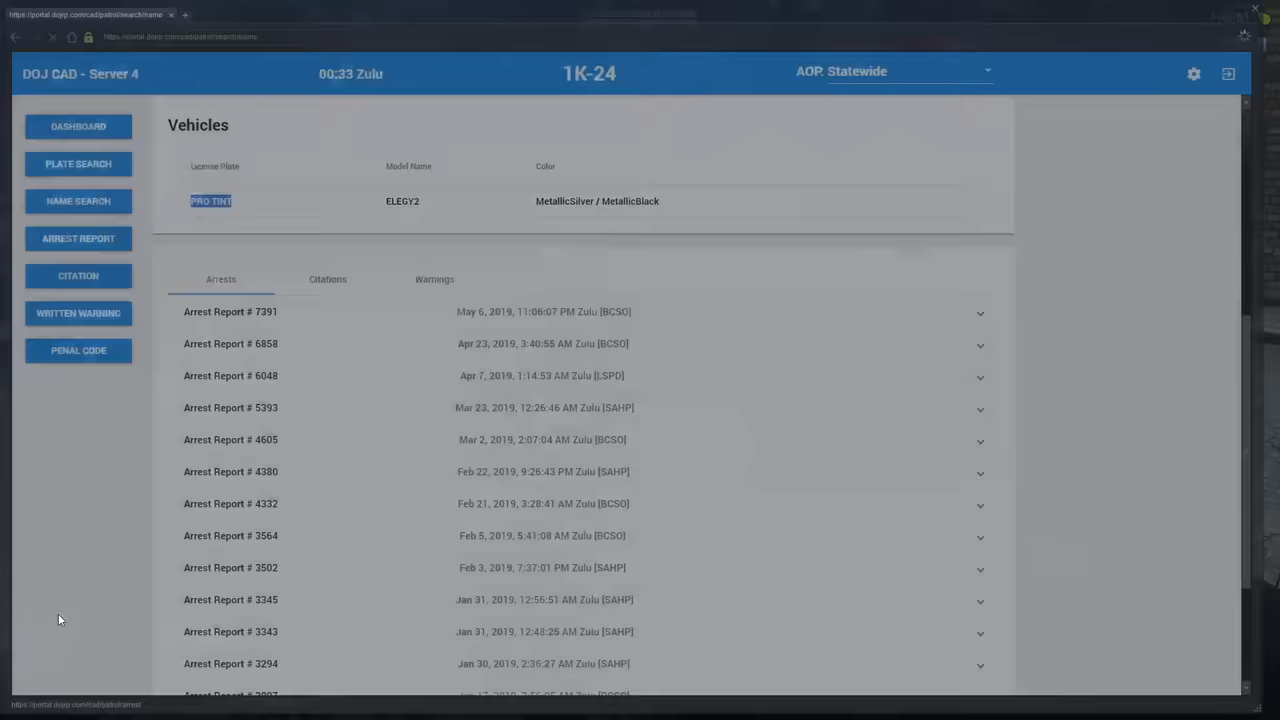 https://portal.dojrp.com/cad/patrol/search/name
https://portal.dojrp.com/cad/patrol/search/name
DOJ CAD - Server 4
00:33 Zulu
1K-24
AOP: Statewide
DASHBOARD
PLATE SEARCH
NAME SEARCH
ARREST REPORT
CITATION
WRITTEN WARNING
PENAL CODE
Vehicles
License Plate Model Name Color
PRO TINT ELEGY2 MetallicSilver / MetallicBlack
Arrests Citations Warnings
Arrest Report # 7391 May 6, 2019, 11:06:07 PM Zulu [BCSO]
Arrest Report # 6858 Apr 23, 2019, 3:40:55 AM Zulu [BCSO]
Arrest Report # 6048 Apr 7, 2019, 1:14:53 AM Zulu [LSPD]
Arrest Report # 5393 Mar 23, 2019, 12:26:46 AM Zulu [SAHP]
Arrest Report # 4605 Mar 2, 2019, 2:07:04 AM Zulu [BCSO]
Arrest Report # 4380 Feb 22, 2019, 9:26:43 PM Zulu [SAHP]
Arrest Report # 4332 Feb 21, 2019, 3:28:41 AM Zulu [BCSO]
Arrest Report # 3564 Feb 5, 2019, 5:41:08 AM Zulu [BCSO]
Arrest Report # 3502 Feb 3, 2019, 7:37:01 PM Zulu [SAHP]
Arrest Report # 3345 Jan 31, 2019, 12:56:51 AM Zulu [SAHP]
Arrest Report # 3343 Jan 31, 2019, 12:48:25 AM Zulu [SAHP]
Arrest Report # 3294 Jan 30, 2019, 2:36:27 AM Zulu [SAHP]
https://portal.dojrp.com/cad/patrol/arrest